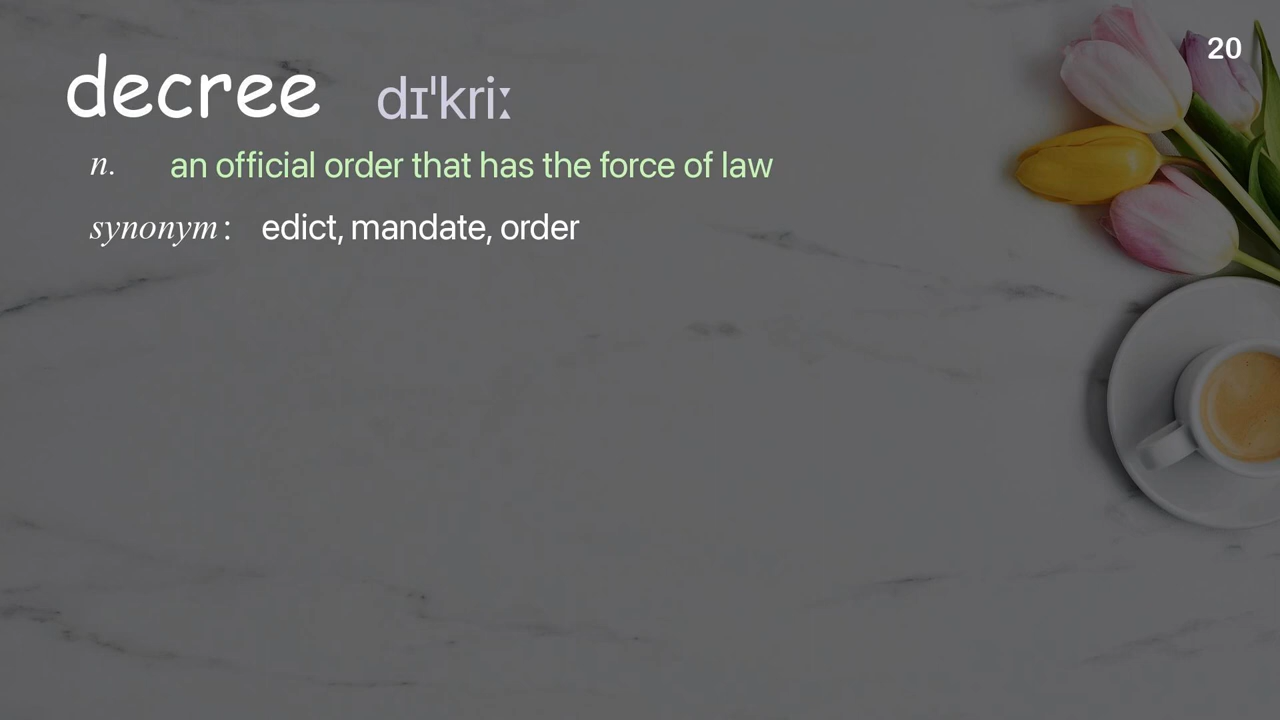 20
decree dɪˈkriː
n. an official order that has the force of law
synonym: edict, mandate, order